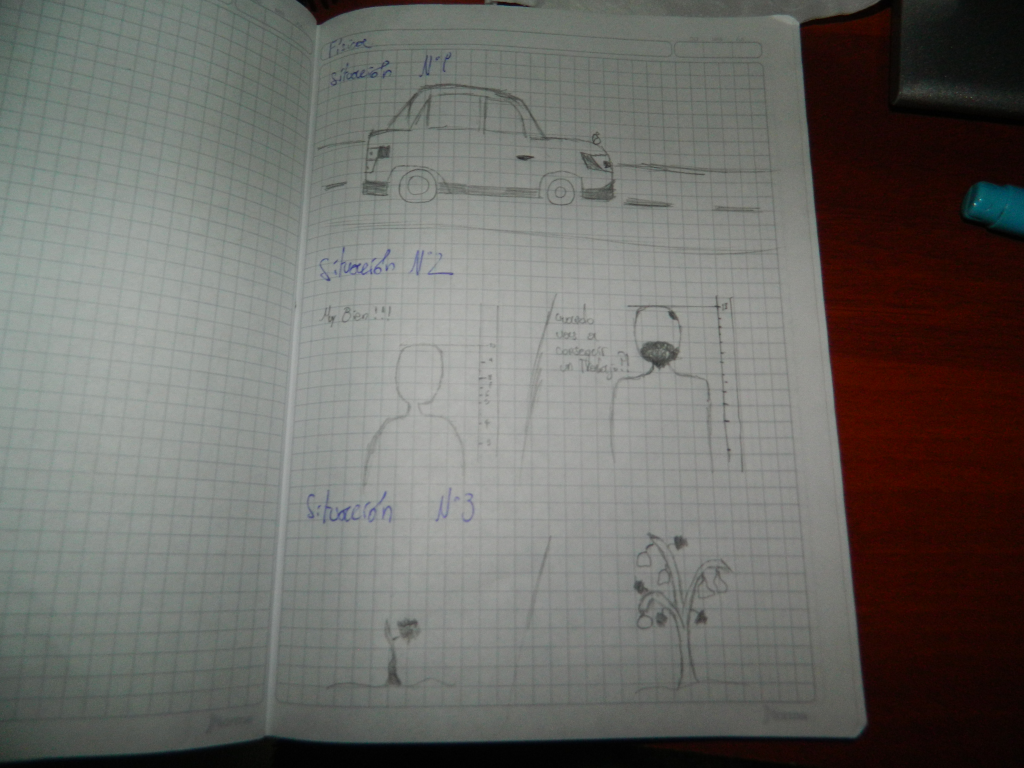 Física
Situación N°1
Situación N°2
Muy Bien!!!!
Cuando
vas a
conseguir
un Trabajo??
Situación N°3